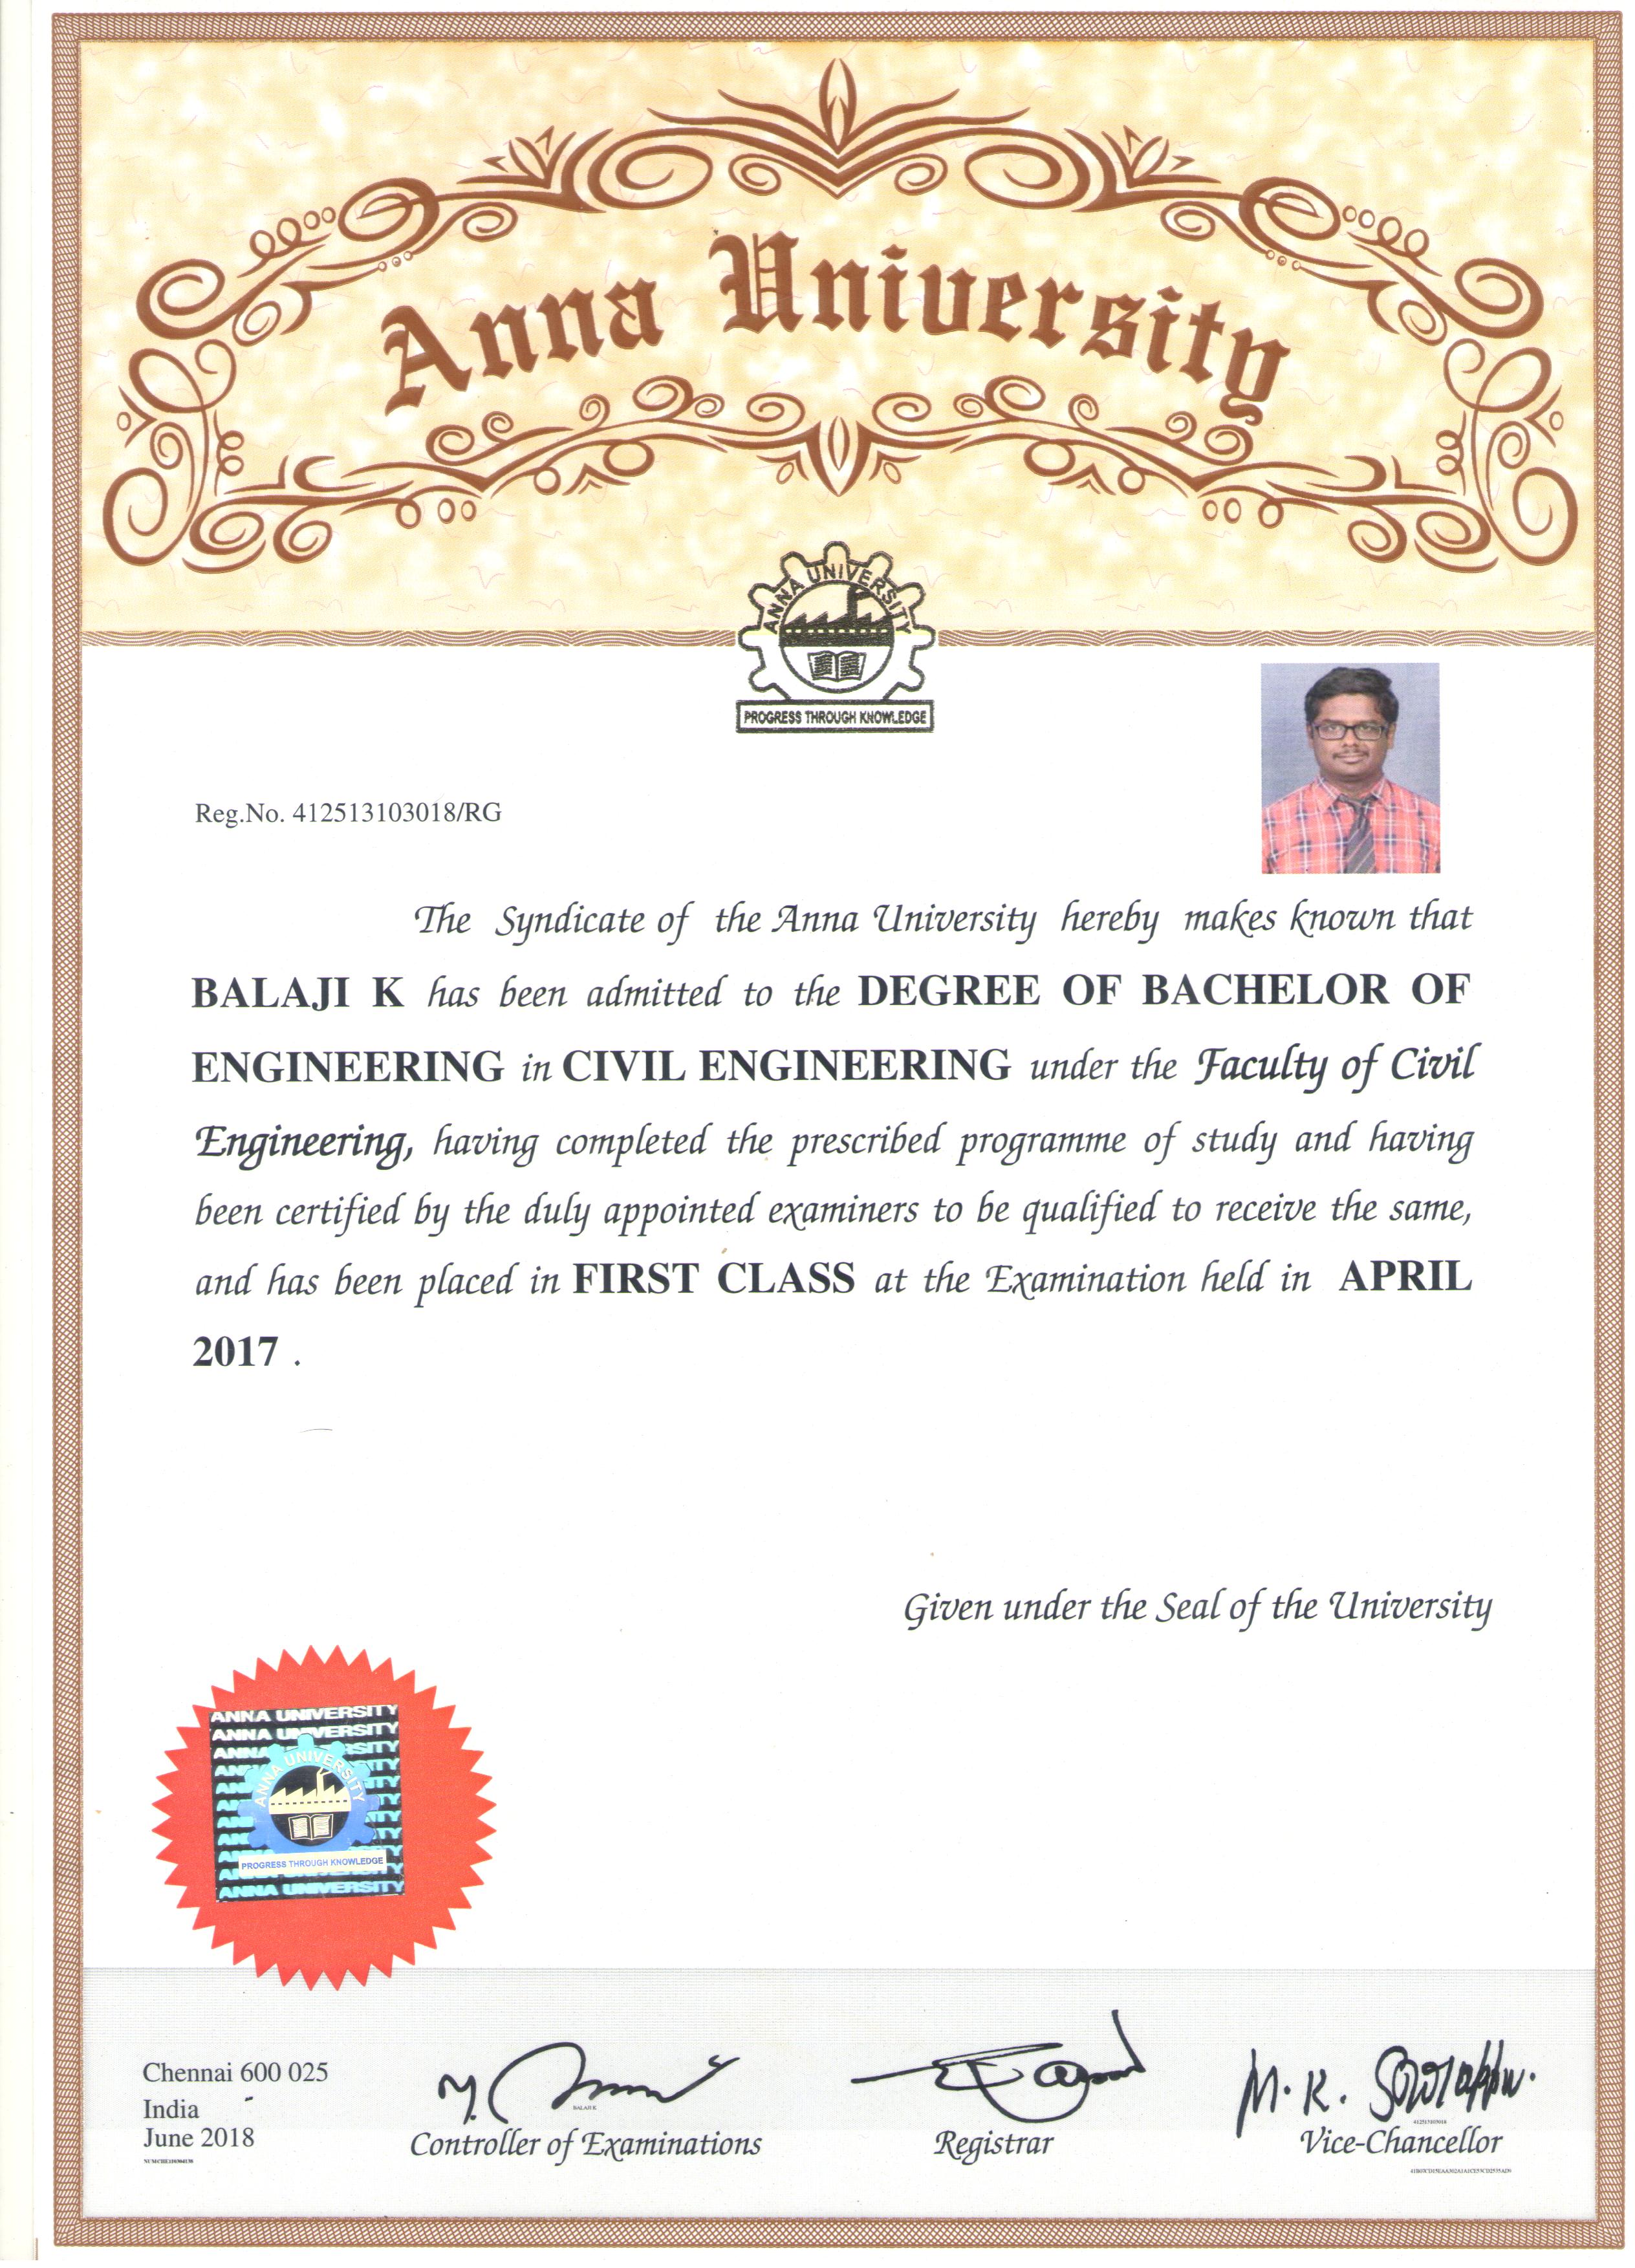 Anna University
ANNA UNIVERSITY
PROGRESS THROUGH KNOWLEDGE
Reg.No. 412513103018/RG
The Syndicate of the Anna University hereby makes known that
BALAJI K has been admitted to the DEGREE OF BACHELOR OF
ENGINEERING in CIVIL ENGINEERING under the Faculty of Civil
Engineering, having completed the prescribed programme of study and having
been certified by the duly appointed examiners to be qualified to receive the same,
and has been placed in FIRST CLASS at the Examination held in APRIL
2017 .
Given under the Seal of the University
ANNA UNIVERSITY
ANNA UNIVERSITY
ANNA UNIVERSITY
PROGRESS THROUGH KNOWLEDGE
ANNA UNIVERSITY
Chennai 600 025
India
June 2018
BALAJI K
Controller of Examinations
Registrar
M. K.
412513103018
Vice-Chancellor